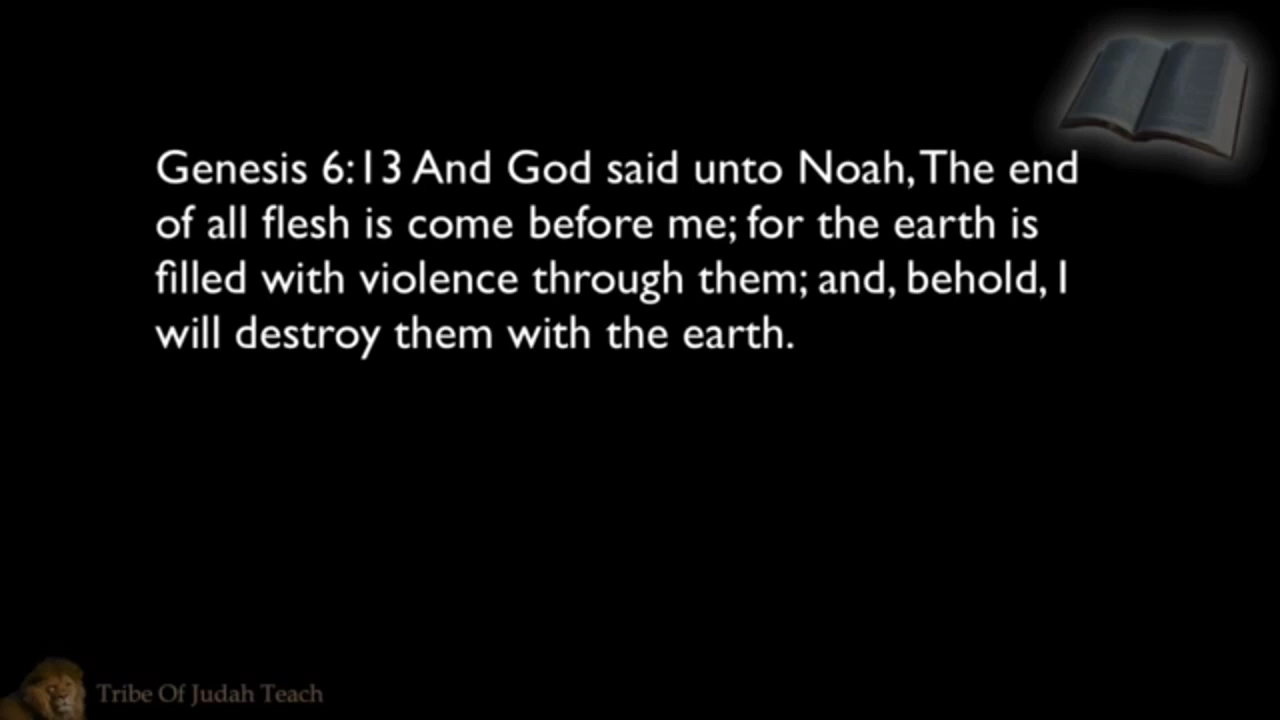 Genesis 6:13 And God said unto Noah, The end
of all flesh is come before me; for the earth is
filled with violence through them; and, behold, I
will destroy them with the earth.
Tribe Of Judah Teach